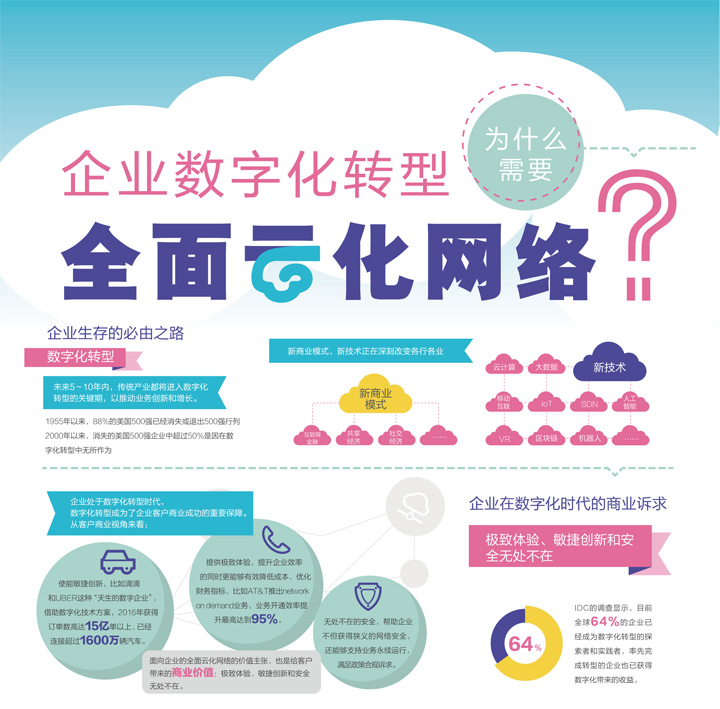 为什么
需要
企业数字化转型
全面云化网络
?
企业生存的必由之路
数字化转型
未来5～10年内，传统产业都将进入数字化
转型的关键期，以推动业务创新和增长。
1955年以来，88%的美国500强已经消失或退出500强行列
2000年以来，消失的美国500强企业中超过50%是因在数
字化转型中无所作为
新商业模式、新技术正在深刻改变各行各业
新商业
模式
互联网
金融
共享
经济
社交
经济
……
云计算
大数据
新技术
移动
互联
IoT
SDN
人工
智能
VR
区块链
机器人
……
企业处于数字化转型时代，
数字化转型成为了企业客户商业成功的重要保障。
从客户商业视角来看：
使能敏捷创新，比如滴滴
和UBER这种“天生的数字企业”，
借助数字化技术方案，2016年获得
订单数高达15亿单以上，已经
连接超过1600万辆汽车。
提供极致体验，提升企业效率
的同时更能够有效降低成本、优化
财务指标，比如AT&T推出network
on demand业务，业务开通效率提
升最高达到95%。
无处不在的安全，帮助企业
不但获得狭义的网络安全，
还能够支持业务永续运行，
满足政策合规诉求。
面向企业的全面云化网络的价值主张，也是给客户
带来的商业价值：极致体验、敏捷创新和安全
无处不在。
企业在数字化时代的商业诉求
极致体验、敏捷创新和安
全无处不在
64%
IDC的调查显示，目前
全球64%的企业已
经成为数字化转型的探
索者和实践者，率先完
成转型的企业也已获得
数字化带来的收益。